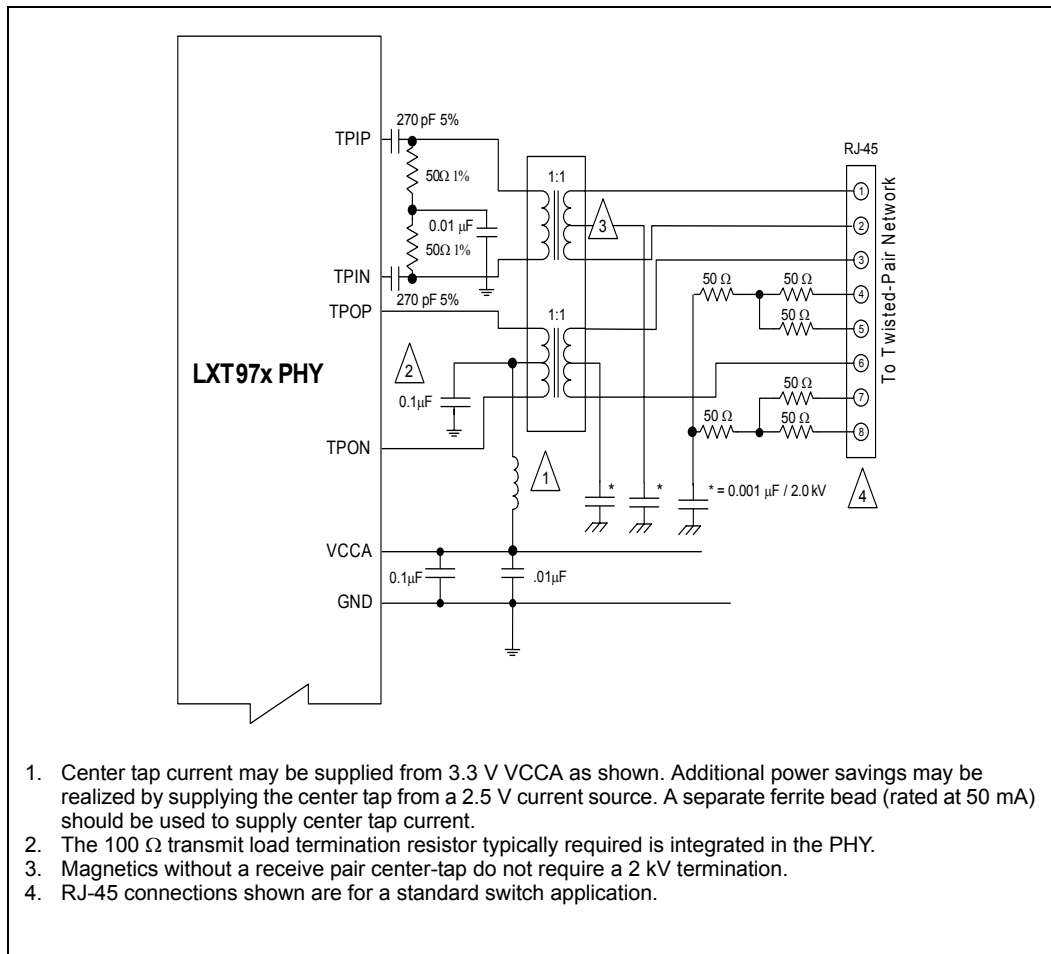 270 pF 5%
TPIP
50Ω 1%
0.01 µF
50Ω 1%
TPIN
270 pF 5%
TPOP
LXT97x PHY
2
0.1µF
TPON
1:1
3
1:1
1
RJ-45
1
2
3
50 Ω
50 Ω
4
50 Ω
5
6
50 Ω
7
50 Ω
50 Ω
8
To Twisted-Pair Network
*
*
* = 0.001 µF / 2.0 kV
4
VCCA
0.1µF
.01µF
GND
1. Center tap current may be supplied from 3.3 V VCCA as shown. Additional power savings may be
realized by supplying the center tap from a 2.5 V current source. A separate ferrite bead (rated at 50 mA)
should be used to supply center tap current.
2. The 100 Ω transmit load termination resistor typically required is integrated in the PHY.
3. Magnetics without a receive pair center-tap do not require a 2 kV termination.
4. RJ-45 connections shown are for a standard switch application.